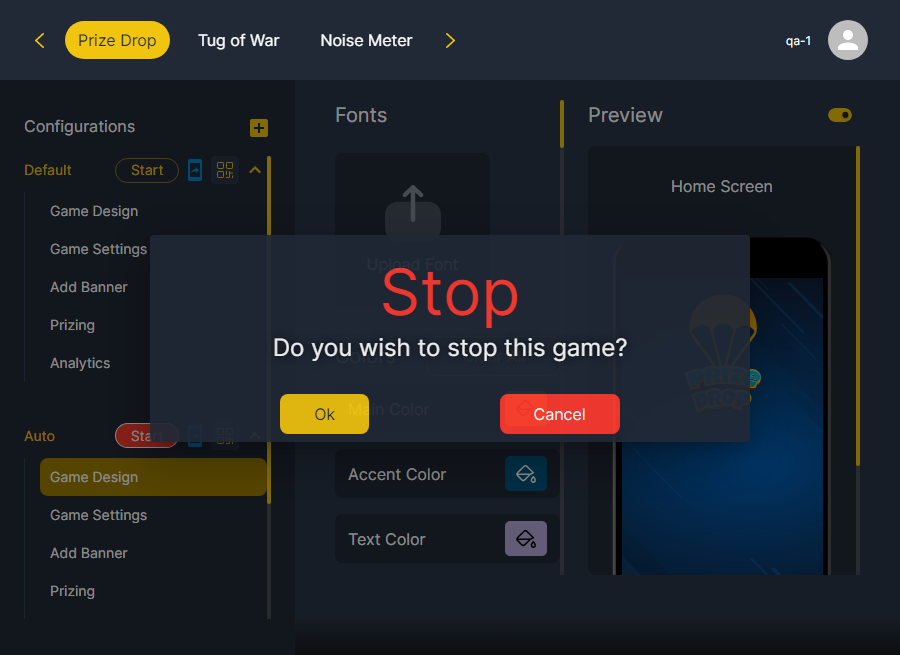 Prize Drop
Tug of War
Noise Meter
qa-1
Configurations
Default
Start
Game Design
Game Settings
Add Banner
Prizing
Analytics
Auto
Start
Game Design
Game Settings
Add Banner
Prizing
Fonts
Upload Font
Main Color
Accent Color
Text Color
Preview
Home Screen
Stop
Do you wish to stop this game?
Ok
Cancel